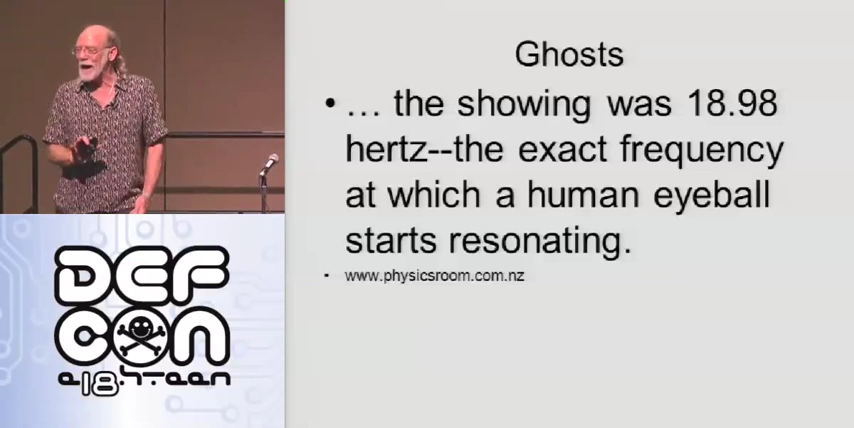 Ghosts
• … the showing was 18.98
hertz--the exact frequency
at which a human eyeball
starts resonating.
www.physicsroom.com.nz
DEF
CON